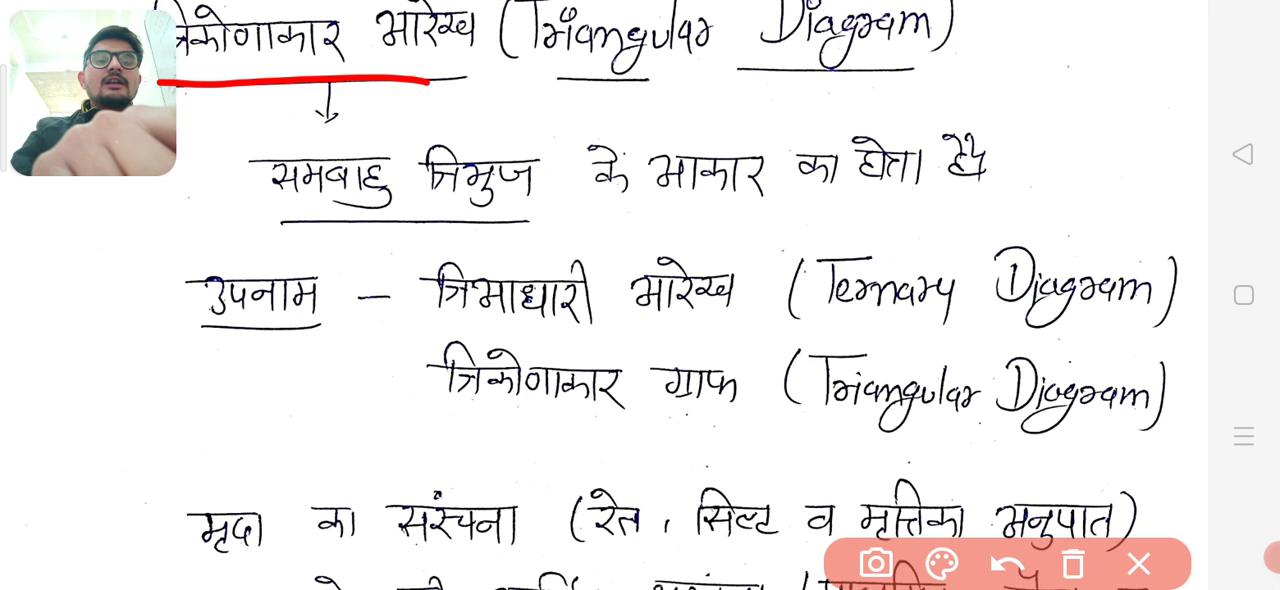 त्रिकोणाकार आरेख (Triangular Diagram)
समबाहु त्रिभुज के आकार का होता है।
उपनाम – त्रिआधारी आरेख (Ternary Diagram)
त्रिकोणाकार ग्राफ (Triangular Diagram)
मृदा का संरचना (रेत, सिल्ट व मृत्तिका अनुपात)